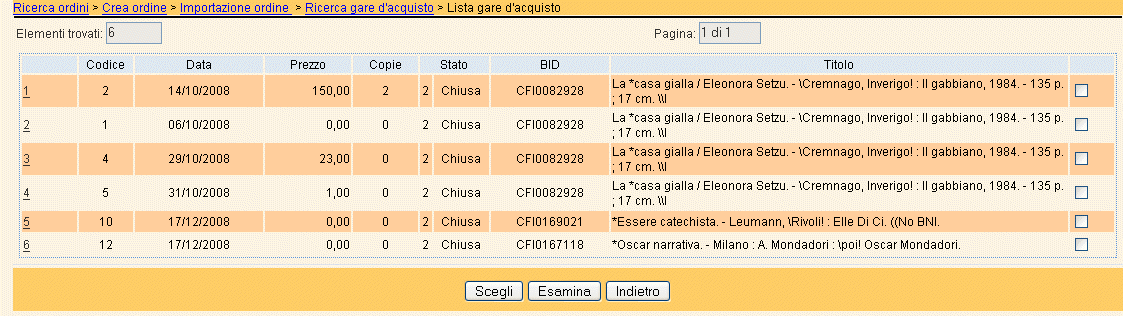 Ricerca ordini > Crea ordine > Importazione ordine > Ricerca gare d'acquisto > Lista gare d'acquisto
Elementi trovati: 6 Pagina: 1 di 1
Codice Data Prezzo Copie Stato BID Titolo
1 2 14/10/2008 150,00 2 2 Chiusa CFI0082928 La *casa gialla / Eleonora Setzu. - \Cremnago, Inverigo! : Il gabbiano, 1984. - 135 p.
; 17 cm. \\I
2 1 06/10/2008 0,00 0 2 Chiusa CFI0082928 La *casa gialla / Eleonora Setzu. - \Cremnago, Inverigo! : Il gabbiano, 1984. - 135 p.
; 17 cm. \\I
3 4 29/10/2008 23,00 0 2 Chiusa CFI0082928 La *casa gialla / Eleonora Setzu. - \Cremnago, Inverigo! : Il gabbiano, 1984. - 135 p.
; 17 cm. \\I
4 5 31/10/2008 1,00 0 2 Chiusa CFI0082928 La *casa gialla / Eleonora Setzu. - \Cremnago, Inverigo! : Il gabbiano, 1984. - 135 p.
; 17 cm. \\I
5 10 17/12/2008 0,00 0 2 Chiusa CFI0169021 *Essere catechista. - Leumann, \Rivoli! : Elle Di Ci. ((No BNI.
6 12 17/12/2008 0,00 0 2 Chiusa CFI0167118 *Oscar narrativa. - Milano : A. Mondadori : \poi! Oscar Mondadori.
Scegli Esamina Indietro